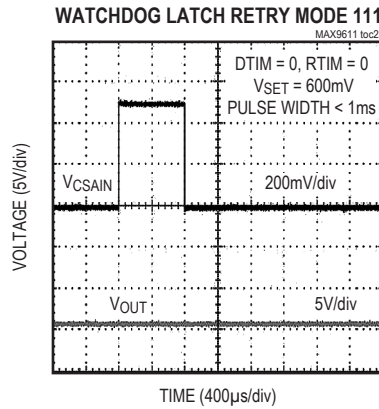 WATCHDOG LATCH RETRY MODE 111
MAX9611 toc2
DTIM = 0, RTIM = 0
VSET = 600mV
PULSE WIDTH < 1ms
VCSAIN
200mV/div
VOLTAGE (5V/div)
VOUT
5V/div
TIME (400µs/div)